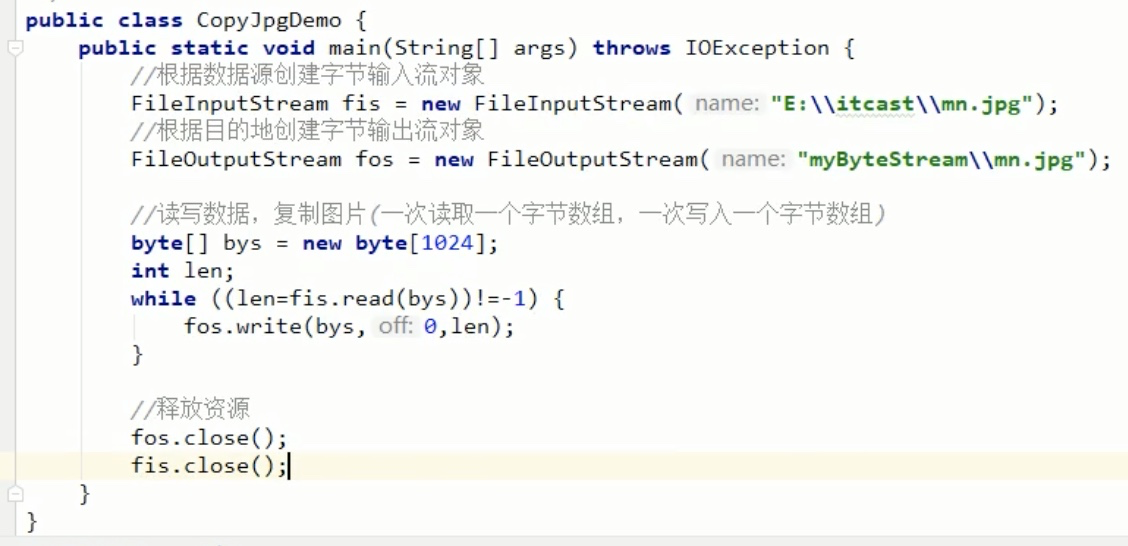 public class CopyJpgDemo {
public static void main(String[] args) throws IOException {
//根据数据源创建字节输入流对象
FileInputStream fis = new FileInputStream( name: "E:\\itcast\\mn.jpg");
//根据目的地创建字节输出流对象
FileOutputStream fos = new FileOutputStream( name: "myByteStream\\mn.jpg");
//读写数据，复制图片(一次读取一个字节数组，一次写入一个字节数组)
byte[] bys = new byte[1024];
int len;
while ((len=fis.read(bys))!=-1) {
fos.write(bys, off: 0,len);
}
//释放资源
fos.close();
fis.close();
}
}